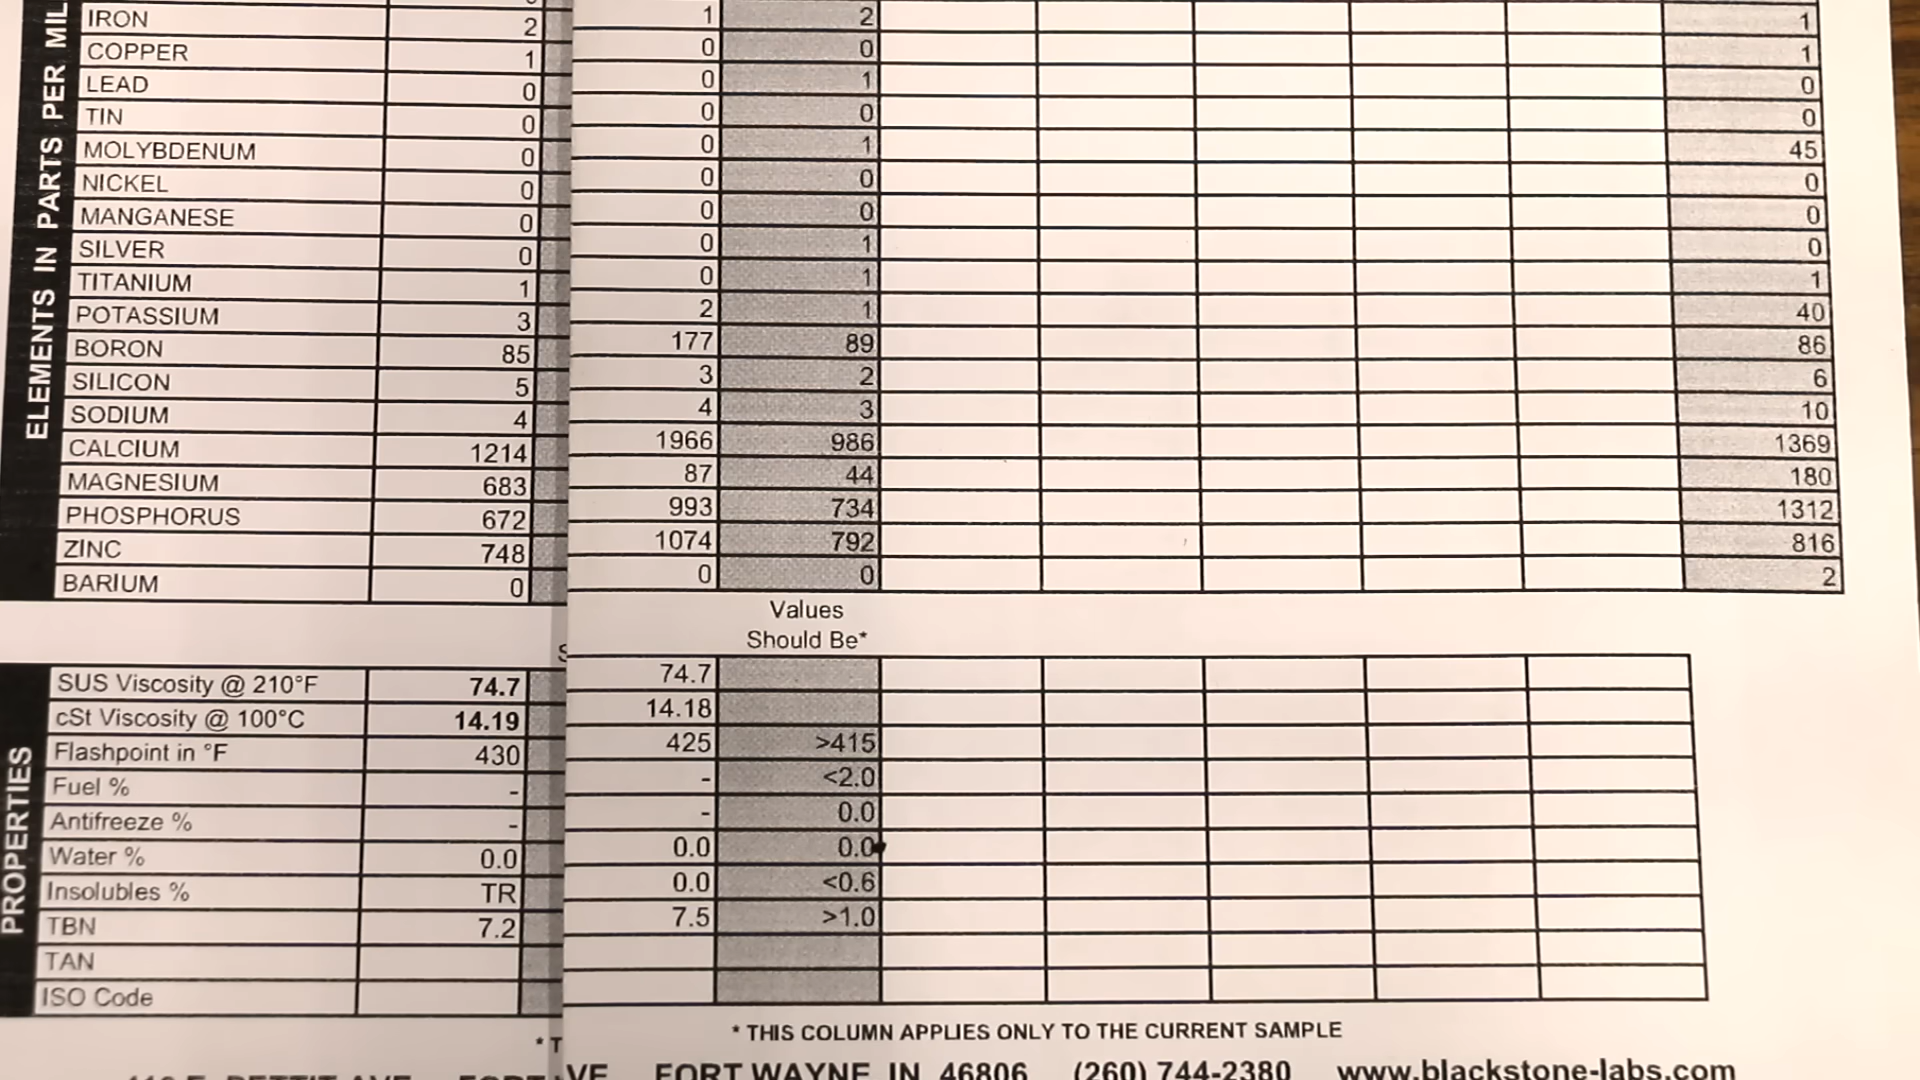 ELEMENTS IN PARTS PER MIL
IRON 2 1 2 1
COPPER 1 0 0 1
LEAD 0 0 1 0
TIN 0 0 0 0
MOLYBDENUM 0 0 1 45
NICKEL 0 0 0 0
MANGANESE 0 0 0 0
SILVER 0 0 1 0
TITANIUM 1 0 1 1
POTASSIUM 3 2 1 40
BORON 85 177 89 86
SILICON 5 3 2 6
SODIUM 4 4 3 10
CALCIUM 1214 1966 986 1369
MAGNESIUM 683 87 44 180
PHOSPHORUS 672 993 734 1312
ZINC 748 1074 792 816
BARIUM 0 0 0 2
Values
Should Be*
PROPERTIES
SUS Viscosity @ 210°F 74.7 74.7
cSt Viscosity @ 100°C 14.19 14.18
Flashpoint in °F 430 425 >415
Fuel % - - <2.0
Antifreeze % - - 0.0
Water % 0.0 0.0 0.0
Insolubles % TR 0.0 <0.6
TBN 7.2 7.5 >1.0
TAN
ISO Code
* THIS COLUMN APPLIES ONLY TO THE CURRENT SAMPLE
VE FORT WAYNE, IN 46806 (260) 744-2380 www.blackstone-labs.com